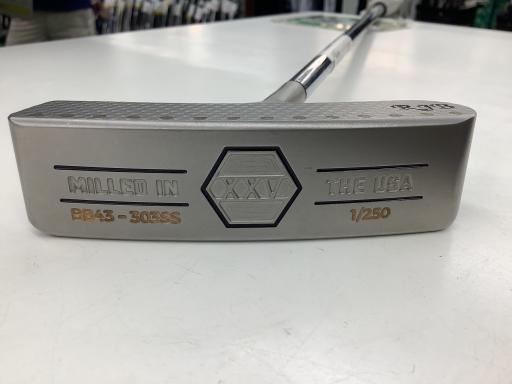 MILLED IN XXV THE USA
BB43 - 303SS 1/250